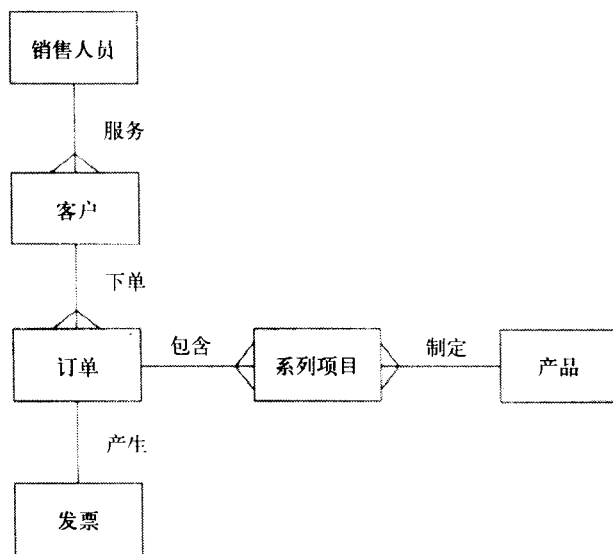 销售人员
服务
客户
下单
订单
包含
系列项目
制定
产品
产生
发票